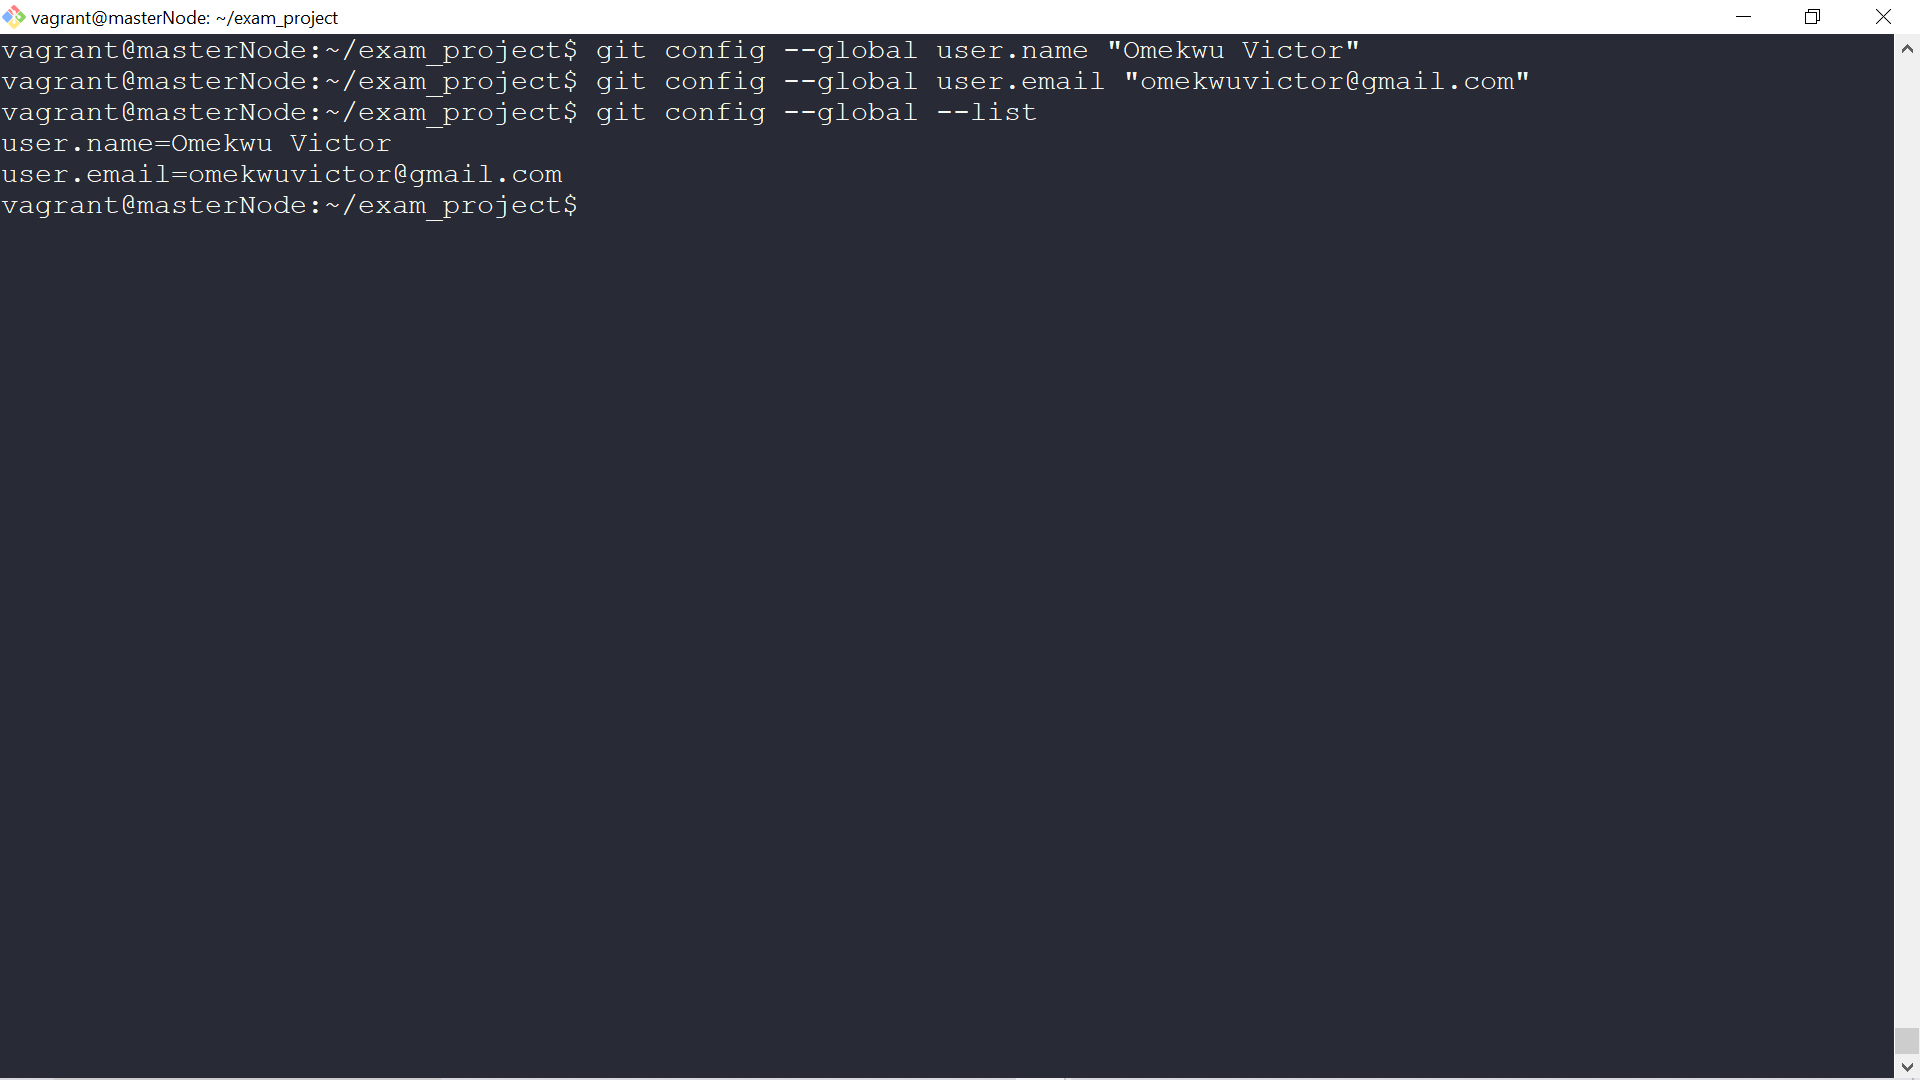 vagrant@masterNode: ~/exam_project
vagrant@masterNode:~/exam_project$ git config --global user.name "Omekwu Victor"
vagrant@masterNode:~/exam_project$ git config --global user.email "omekwuvictor@gmail.com"
vagrant@masterNode:~/exam_project$ git config --global --list
user.name=Omekwu Victor
user.email=omekwuvictor@gmail.com
vagrant@masterNode:~/exam_project$